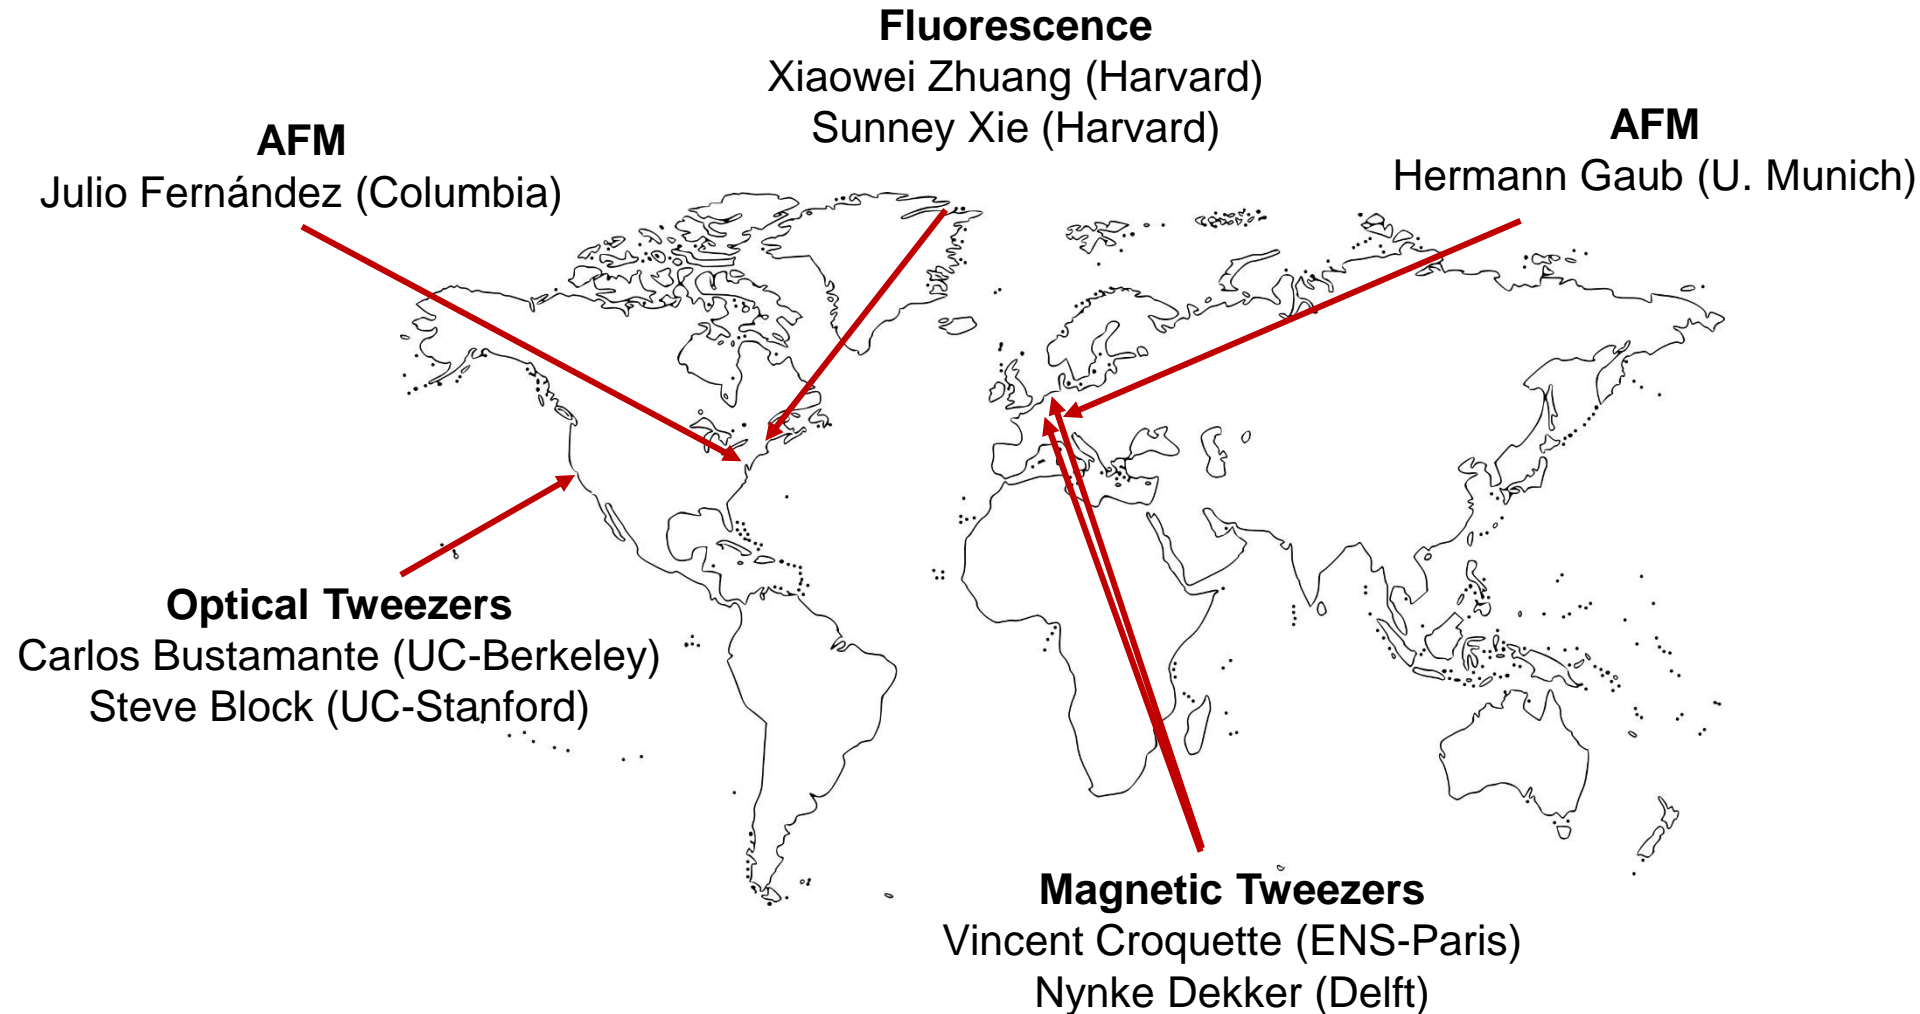 Fluorescence
Xiaowei Zhuang (Harvard)
Sunney Xie (Harvard)
AFM
Julio Fernández (Columbia)
AFM
Hermann Gaub (U. Munich)
Optical Tweezers
Carlos Bustamante (UC-Berkeley)
Steve Block (UC-Stanford)
Magnetic Tweezers
Vincent Croquette (ENS-Paris)
Nynke Dekker (Delft)